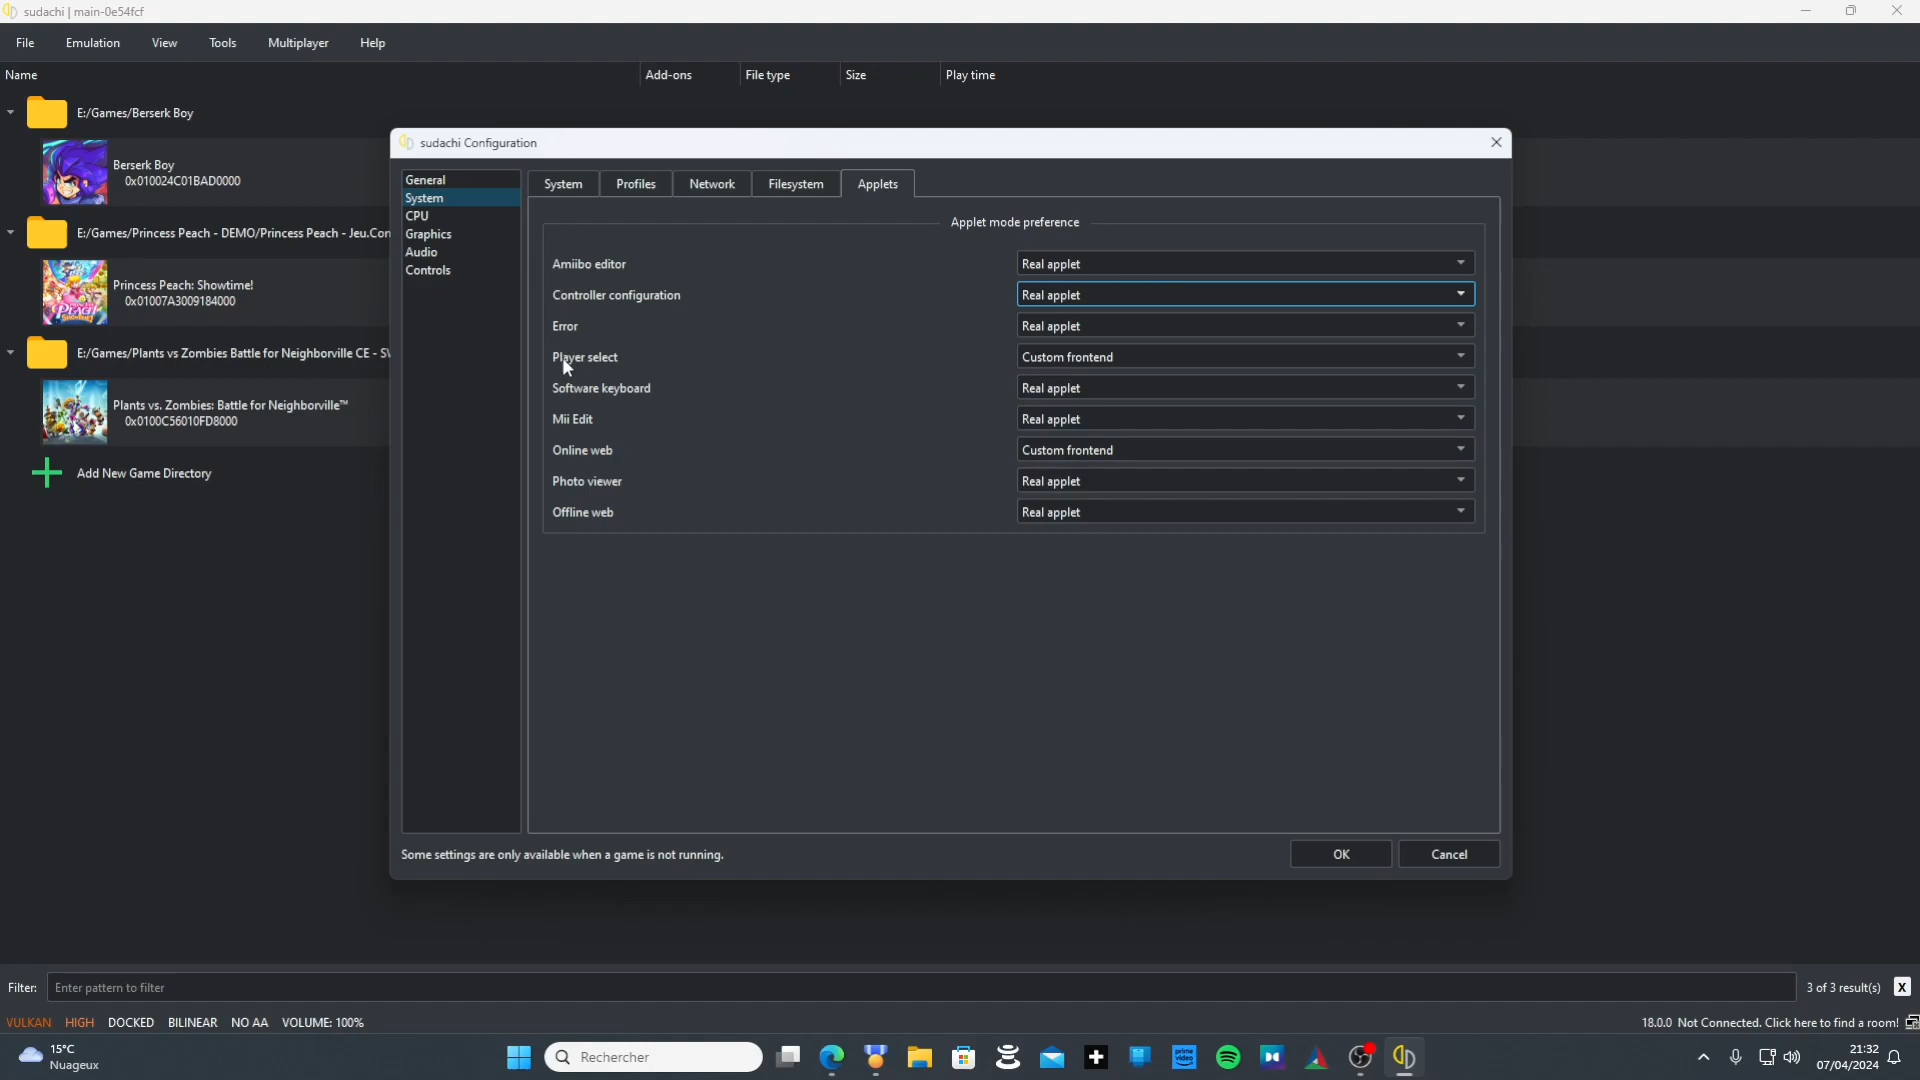 sudachi | main-0e54fcf
File Emulation View Tools Multiplayer Help
Name Add-ons File type Size Play time
E:/Games/Berserk Boy
Berserk Boy
0x010024C01BAD0000
E:/Games/Princess Peach - DEMO/Princess Peach - Jeu.Con
Princess Peach: Showtime!
0x01007A3009184000
E:/Games/Plants vs Zombies Battle for Neighborville CE - SW
Plants vs. Zombies: Battle for Neighborville™
0x0100C56010FD8000
Add New Game Directory
sudachi Configuration
General
System
CPU
Graphics
Audio
Controls
System Profiles Network Filesystem Applets
Applet mode preference
Amiibo editor Real applet
Controller configuration Real applet
Error Real applet
Player select Custom frontend
Software keyboard Real applet
Mii Edit Real applet
Online web Custom frontend
Photo viewer Real applet
Offline web Real applet
Some settings are only available when a game is not running.
OK Cancel
Filter: Enter pattern to filter 3 of 3 result(s) X
VULKAN HIGH DOCKED BILINEAR NO AA VOLUME: 100% 18.0.0 Not Connected. Click here to find a room!
15°C
Nuageux
Rechercher
prime video
21:32
07/04/2024